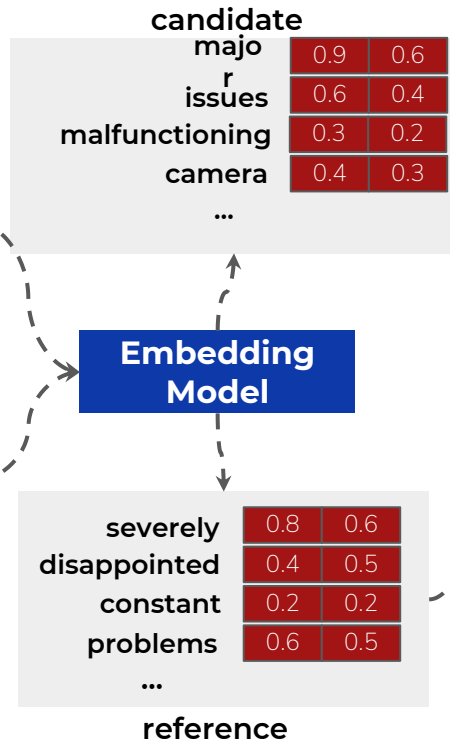 candidate
majo
r 0.9 0.6
issues 0.6 0.4
malfunctioning 0.3 0.2
camera 0.4 0.3
...
Embedding
Model
severely 0.8 0.6
disappointed 0.4 0.5
constant 0.2 0.2
problems 0.6 0.5
...
reference